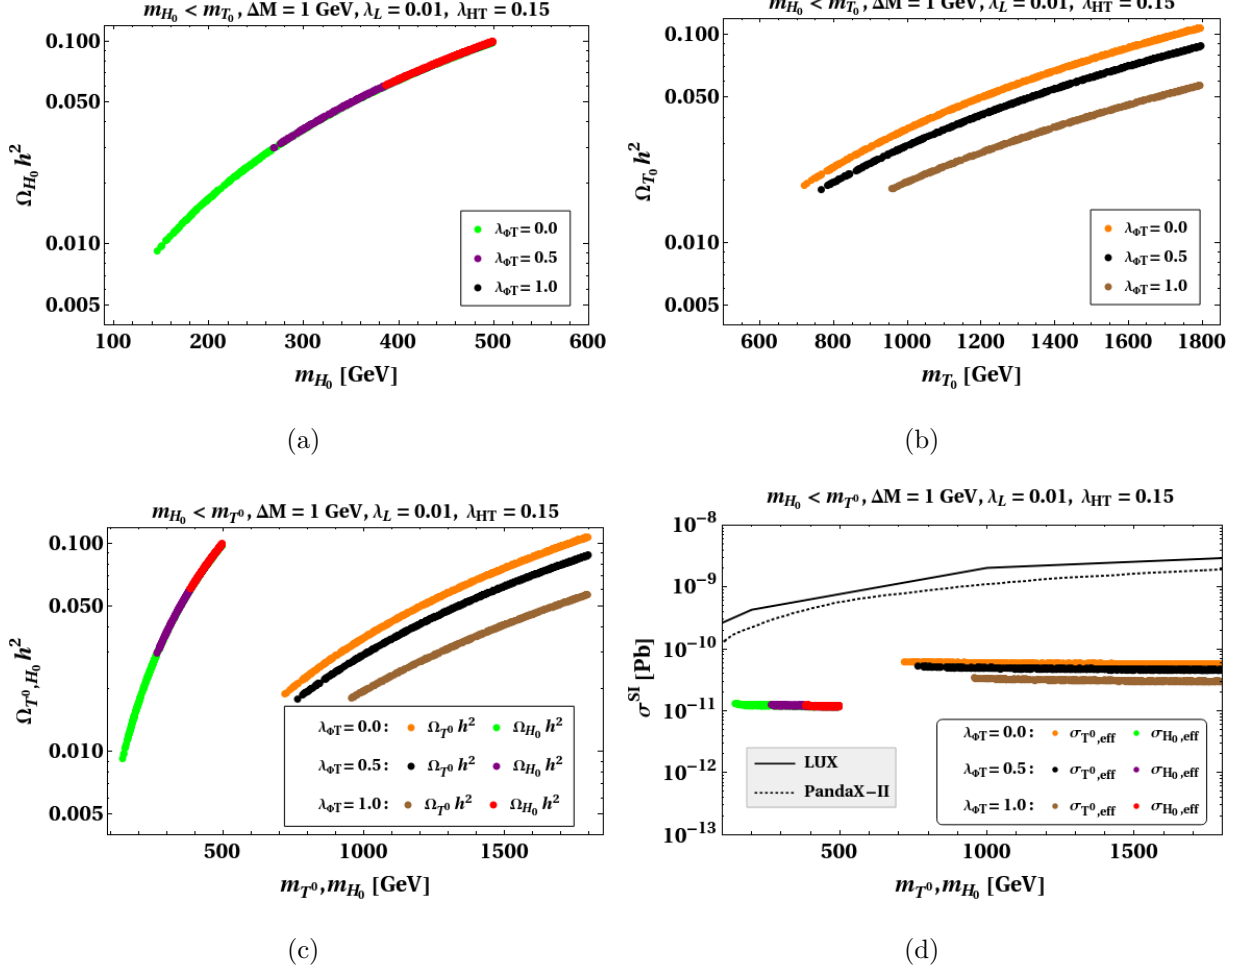 m_{H_0} < m_{T_0}, ΔM = 1 GeV, λ_L = 0.01, λ_{HT} = 0.15
0.100
0.050
0.010
0.005
Ω_{H_0} h²
λ_{ΦT} = 0.0
λ_{ΦT} = 0.5
λ_{ΦT} = 1.0
100 200 300 400 500 600
m_{H_0} [GeV]
(a)
m_{H_0} < m_{T_0}, ΔM = 1 GeV, λ_L = 0.01, λ_{HT} = 0.15
0.100
0.050
0.010
0.005
Ω_{T_0} h²
λ_{ΦT} = 0.0
λ_{ΦT} = 0.5
λ_{ΦT} = 1.0
600 800 1000 1200 1400 1600 1800
m_{T_0} [GeV]
(b)
m_{H_0} < m_{T^0}, ΔM = 1 GeV, λ_L = 0.01, λ_{HT} = 0.15
0.100
0.050
0.010
0.005
Ω_{T^0,H_0} h²
λ_{ΦT} = 0.0 : Ω_{T^0} h² Ω_{H_0} h²
λ_{ΦT} = 0.5 : Ω_{T^0} h² Ω_{H_0} h²
λ_{ΦT} = 1.0 : Ω_{T^0} h² Ω_{H_0} h²
500 1000 1500
m_{T^0}, m_{H_0} [GeV]
(c)
m_{H_0} < m_{T^0}, ΔM = 1 GeV, λ_L = 0.01, λ_{HT} = 0.15
10⁻⁸
10⁻⁹
10⁻¹⁰
10⁻¹¹
10⁻¹²
10⁻¹³
σ^{SI} [Pb]
LUX
PandaX-II
λ_{ΦT} = 0.0 : σ_{T^0,eff} σ_{H_0,eff}
λ_{ΦT} = 0.5 : σ_{T^0,eff} σ_{H_0,eff}
λ_{ΦT} = 1.0 : σ_{T^0,eff} σ_{H_0,eff}
500 1000 1500
m_{T^0}, m_{H_0} [GeV]
(d)